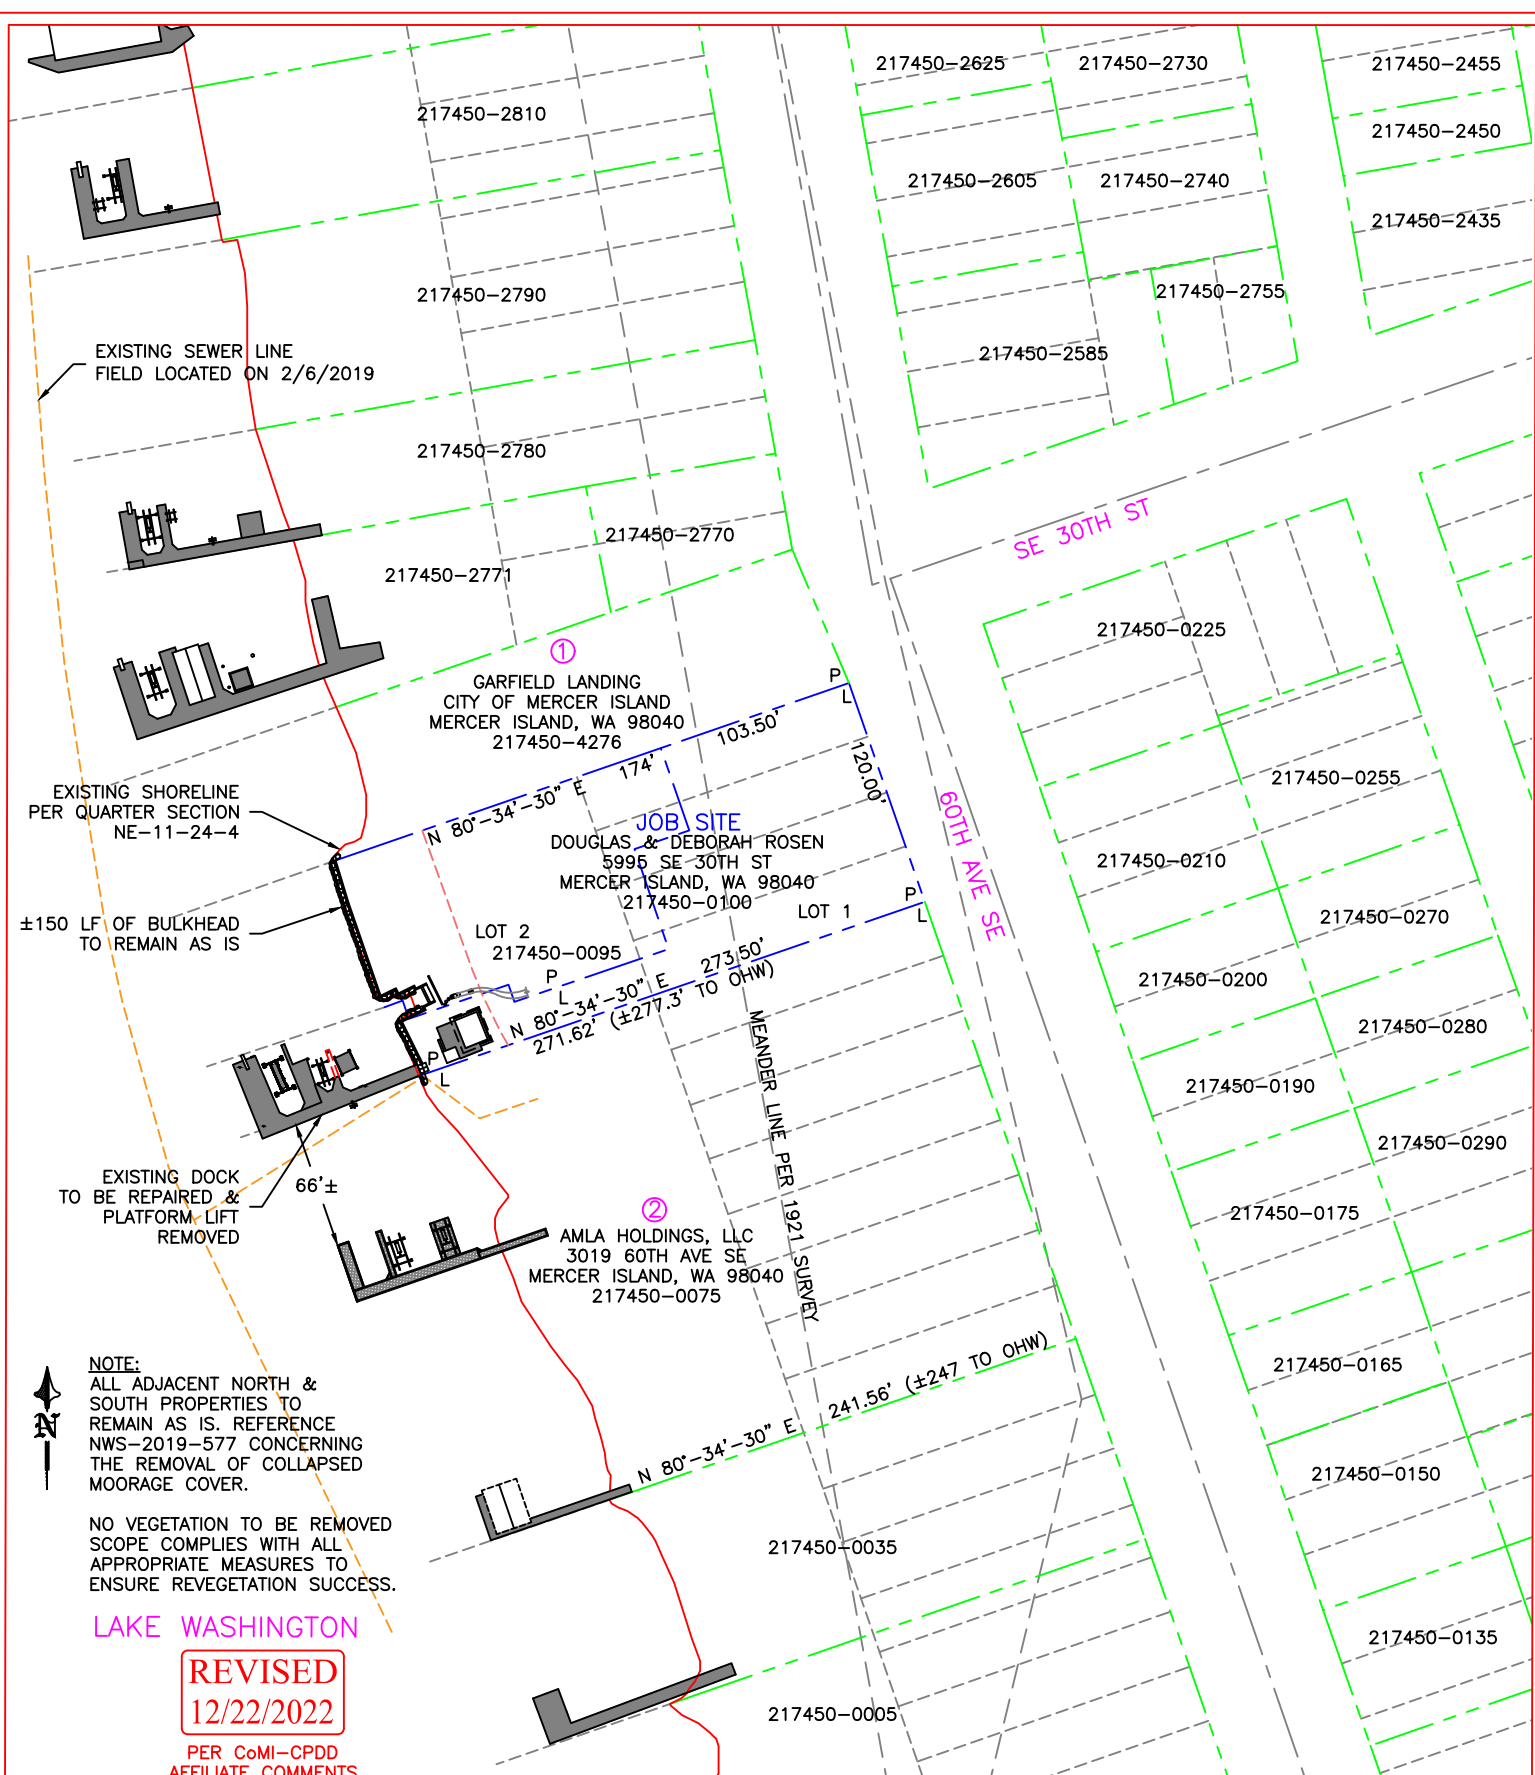 217450-2625
217450-2730
217450-2455
217450-2810
217450-2450
217450-2605
217450-2740
217450-2435
217450-2790
217450-2755
EXISTING SEWER LINE
FIELD LOCATED ON 2/6/2019
217450-2585
217450-2780
SE 30TH ST
217450-2770
217450-2771
217450-0225
1
GARFIELD LANDING
CITY OF MERCER ISLAND
MERCER ISLAND, WA 98040
217450-4276
P
L
103.50'
174'
N 80°-34'-30" E
120.00'
217450-0255
EXISTING SHORELINE
PER QUARTER SECTION
NE-11-24-4
JOB SITE
DOUGLAS & DEBORAH ROSEN
5995 SE 30TH ST
MERCER ISLAND, WA 98040
217450-0100
60TH AVE SE
217450-0210
P
L
LOT 1
±150 LF OF BULKHEAD
TO REMAIN AS IS
LOT 2
217450-0095
217450-0270
P
L
273.50'
N 80°-34'-30" E
271.62' (±277.3' TO OHW)
217450-0200
217450-0280
MEANDER LINE PER 1921 SURVEY
P
L
217450-0190
217450-0290
EXISTING DOCK
TO BE REPAIRED &
PLATFORM LIFT
REMOVED
66'±
2
AMLA HOLDINGS, LLC
3019 60TH AVE SE
MERCER ISLAND, WA 98040
217450-0075
217450-0175
N 80°-34'-30" E
241.56' (±247 TO OHW)
217450-0165
N
NOTE:
ALL ADJACENT NORTH &
SOUTH PROPERTIES TO
REMAIN AS IS. REFERENCE
NWS-2019-577 CONCERNING
THE REMOVAL OF COLLAPSED
MOORAGE COVER.
NO VEGETATION TO BE REMOVED
SCOPE COMPLIES WITH ALL
APPROPRIATE MEASURES TO
ENSURE REVEGETATION SUCCESS.
217450-0150
217450-0035
LAKE WASHINGTON
217450-0135
REVISED
12/22/2022
217450-0005
PER CoMI-CPDD
AFFILIATE COMMENTS